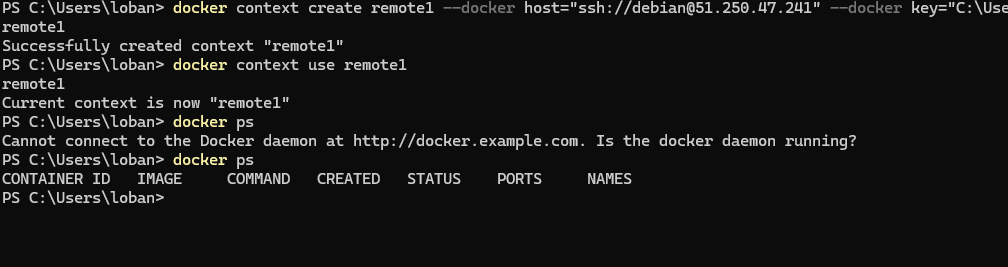 PS C:\Users\loban> docker context create remote1 --docker host="ssh://debian@51.250.47.241" --docker key="C:\Use
remote1
Successfully created context "remote1"
PS C:\Users\loban> docker context use remote1
remote1
Current context is now "remote1"
PS C:\Users\loban> docker ps
Cannot connect to the Docker daemon at http://docker.example.com. Is the docker daemon running?
PS C:\Users\loban> docker ps
CONTAINER ID   IMAGE     COMMAND   CREATED   STATUS    PORTS     NAMES
PS C:\Users\loban>